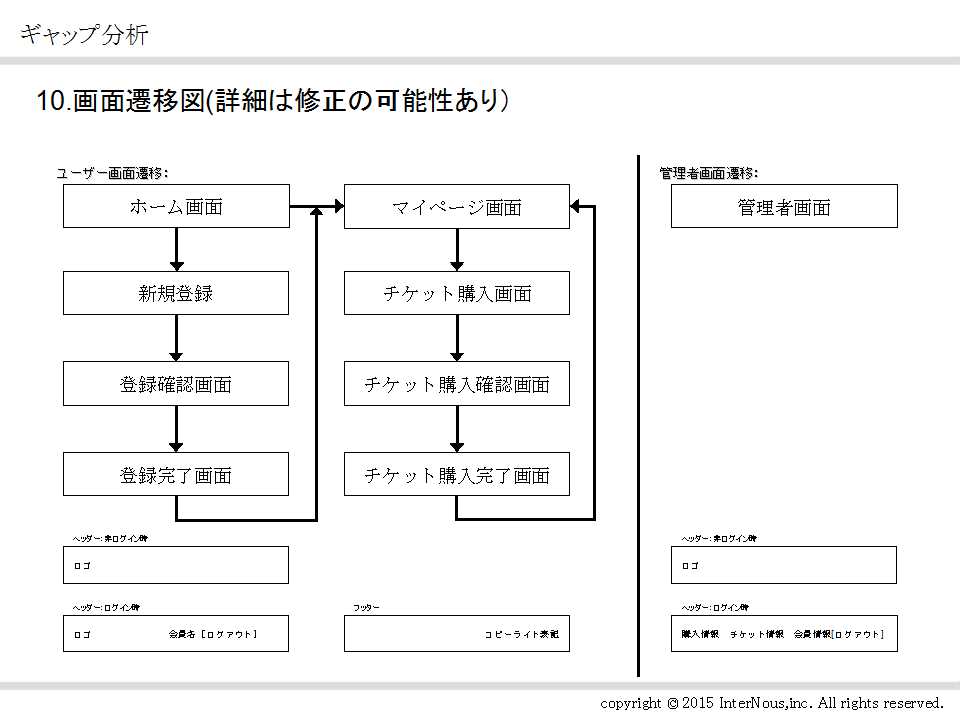 ギャップ分析
10.画面遷移図(詳細は修正の可能性あり)
ユーザー画面遷移:
管理者画面遷移:
ホーム画面
マイページ画面
管理者画面
新規登録
チケット購入画面
登録確認画面
チケット購入確認画面
登録完了画面
チケット購入完了画面
ヘッダー:非ログイン時
ロゴ
ヘッダー:ログイン時
ロゴ 会員名 [ログアウト]
フッター
コピーライト表記
ヘッダー:非ログイン時
ロゴ
ヘッダー:ログイン時
購入情報 チケット情報 会員情報[ログアウト]
copyright © 2015 InterNous,inc. All rights reserved.